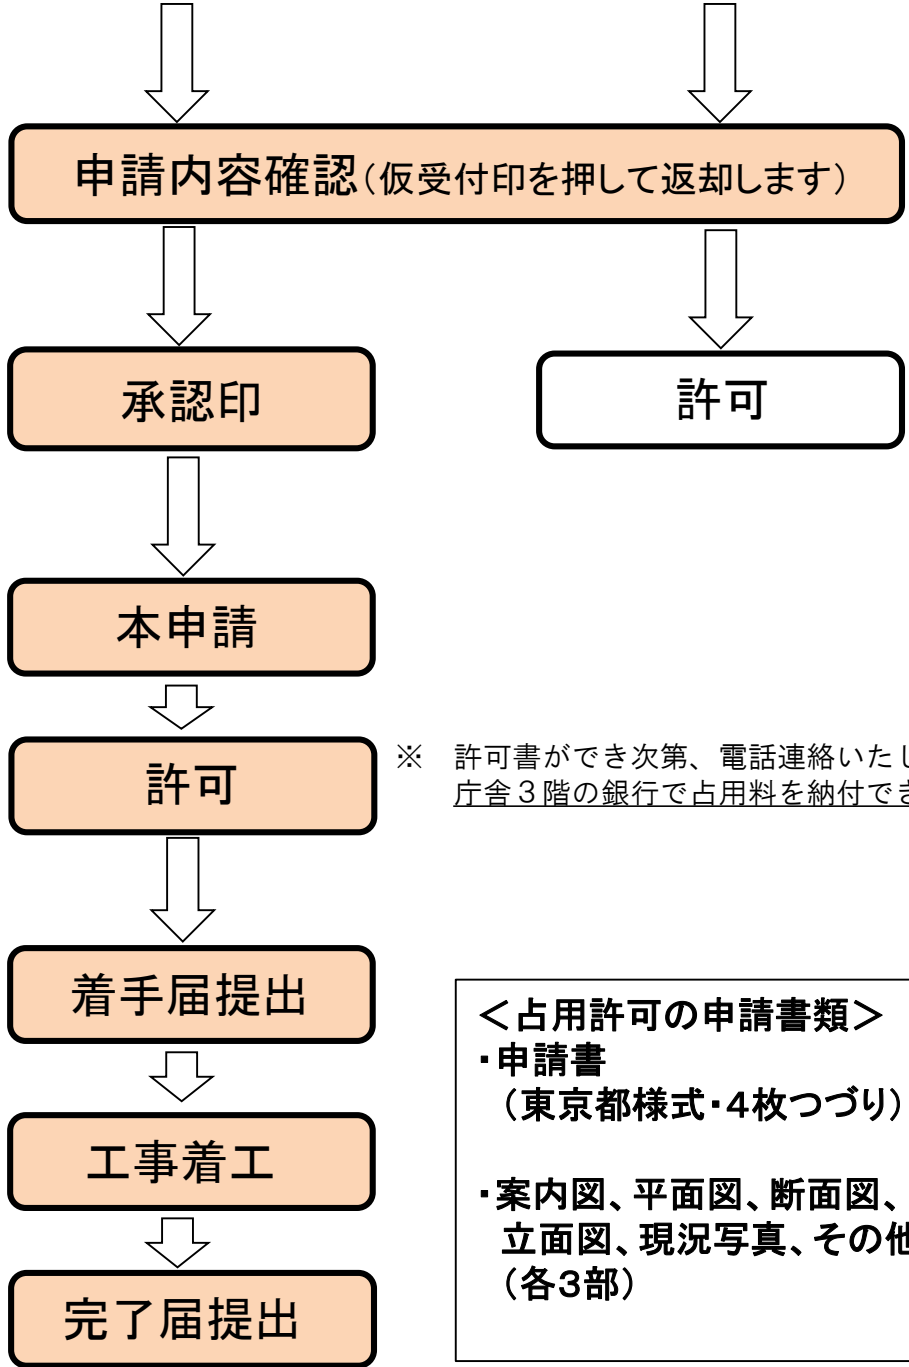 申請内容確認（仮受付印を押して返却します）
承認印
許可
本申請
許可
※　許可書ができ次第、電話連絡いたし
庁舎３階の銀行で占用料を納付でき
着手届提出
工事着工
完了届提出
＜占用許可の申請書類＞
・申請書
（東京都様式・4枚つづり）
・案内図、平面図、断面図、
立面図、現況写真、その他
（各3部）